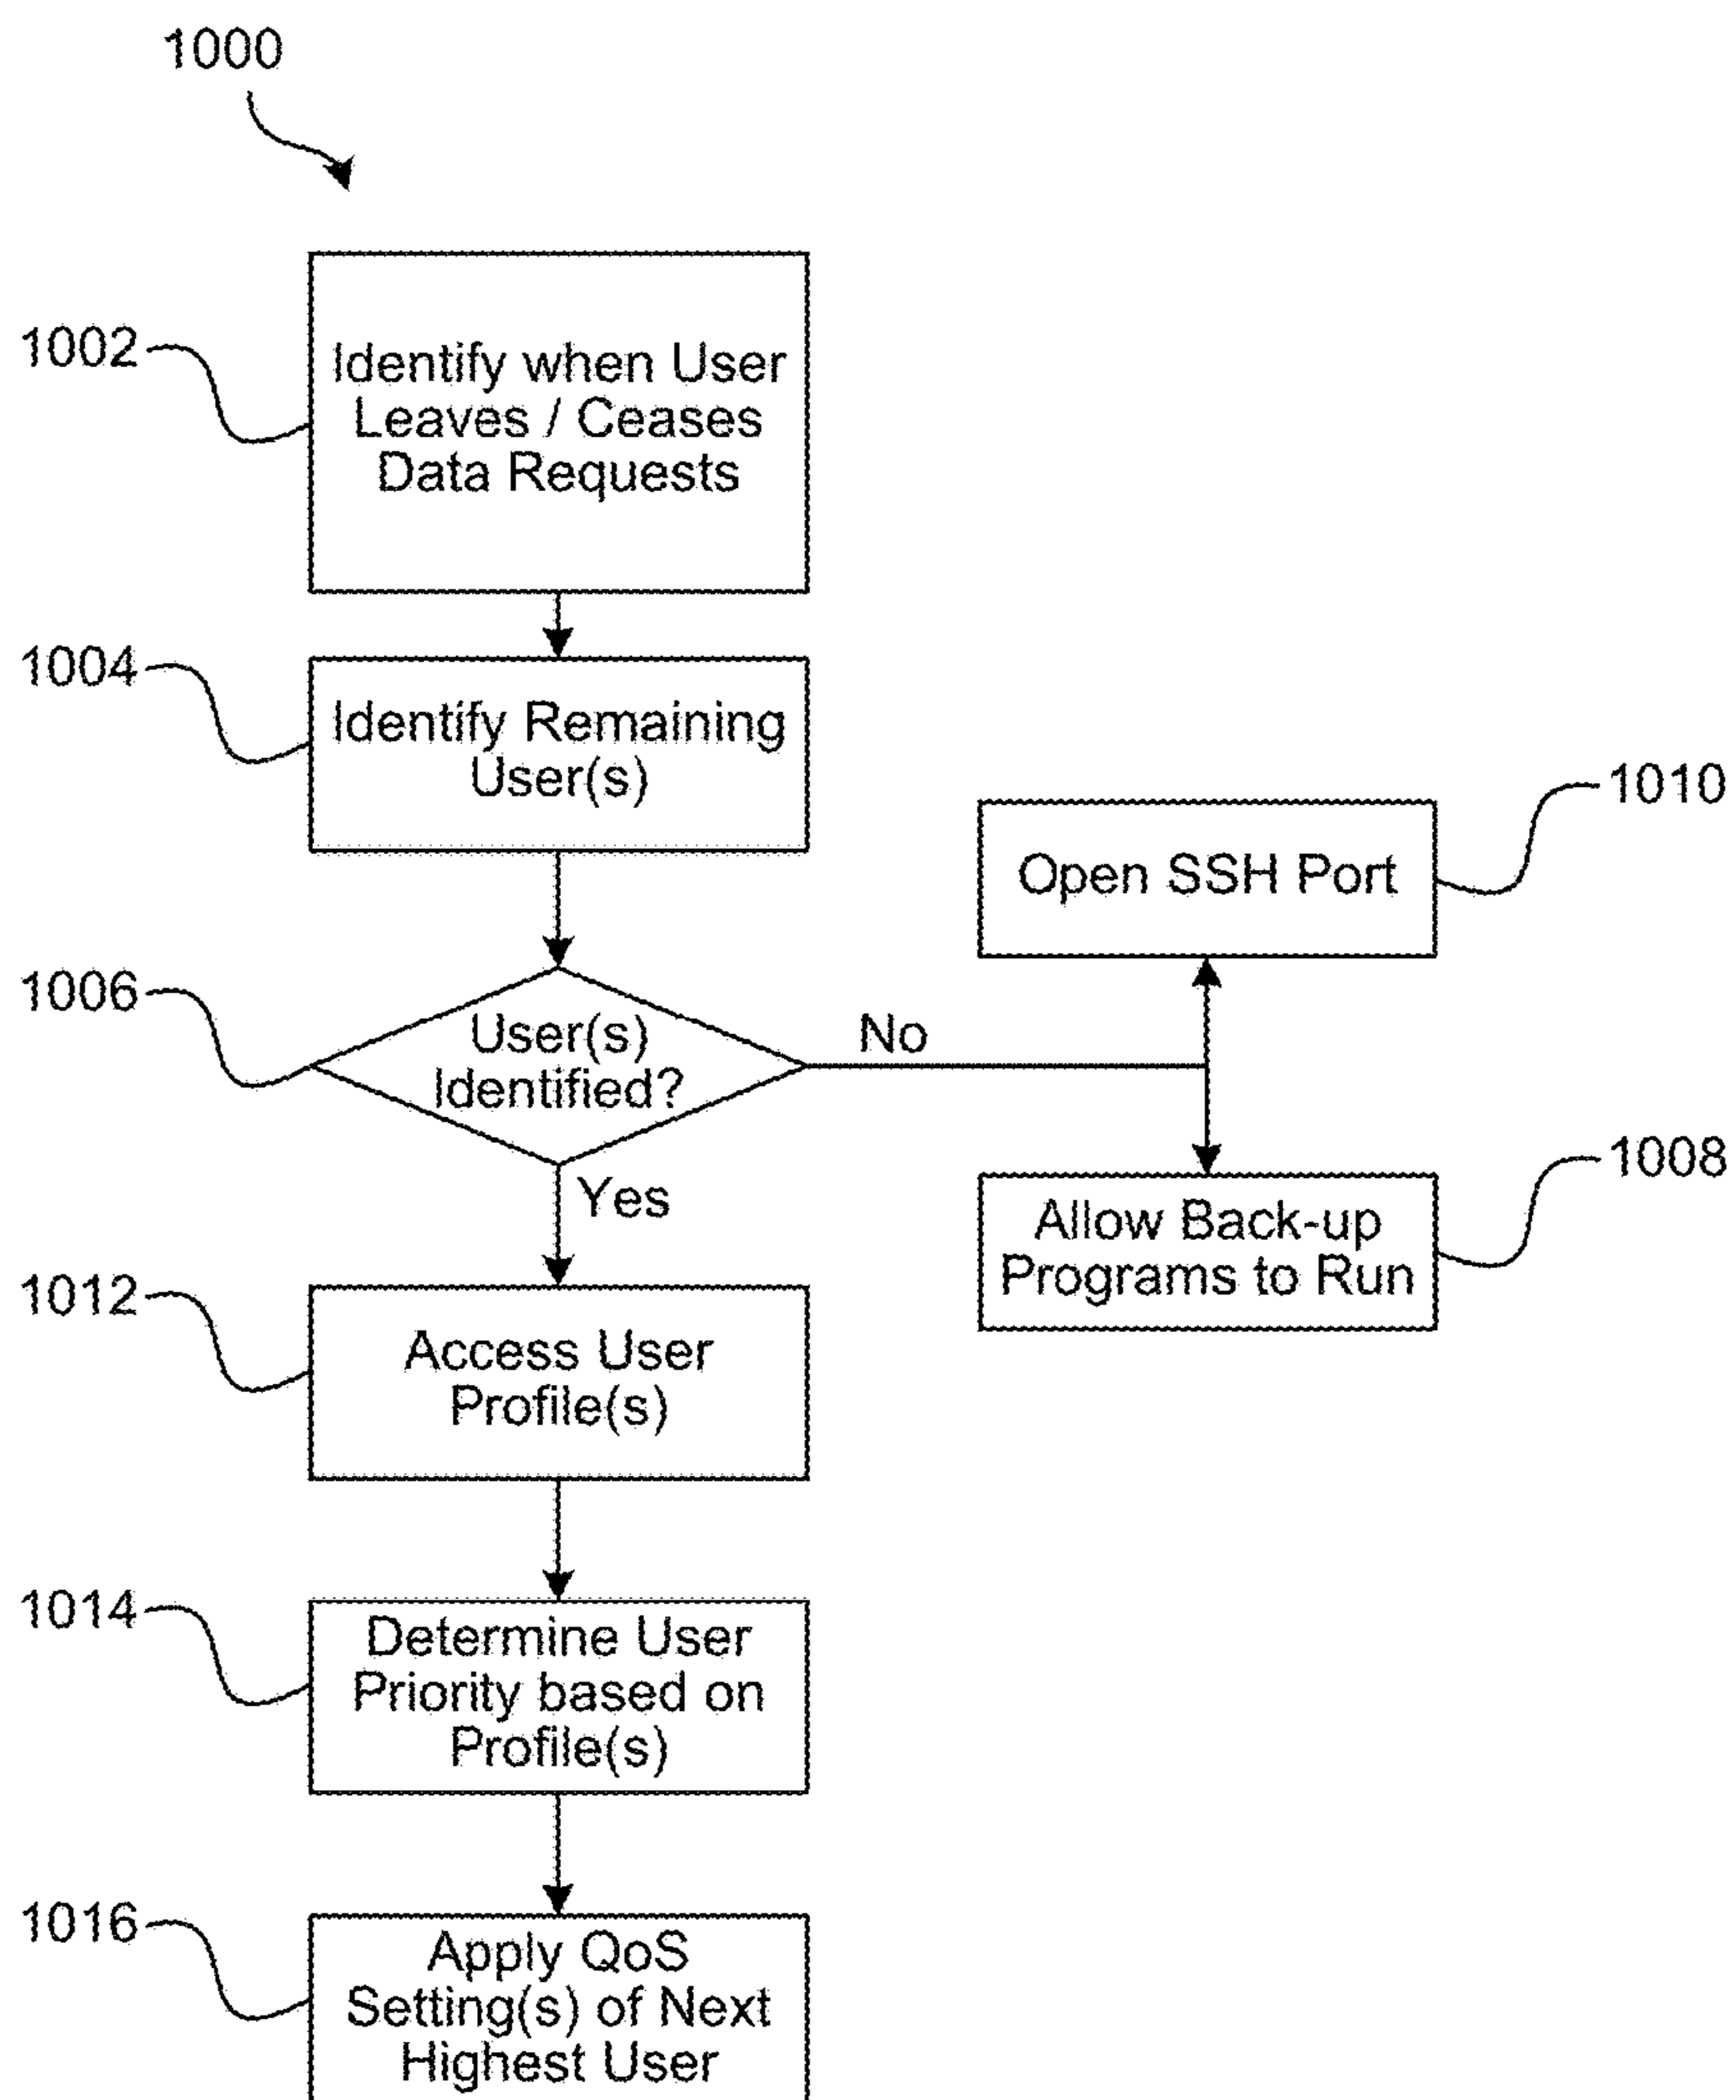 1000
1002
Identify when User
Leaves / Ceases
Data Requests
1004
Identify Remaining
User(s)
1010
Open SSH Port
1006
User(s)
Identified?
No
Yes
1008
Allow Back-up
Programs to Run
1012
Access User
Profile(s)
1014
Determine User
Priority based on
Profile(s)
1016
Apply QoS
Setting(s) of Next
Highest User